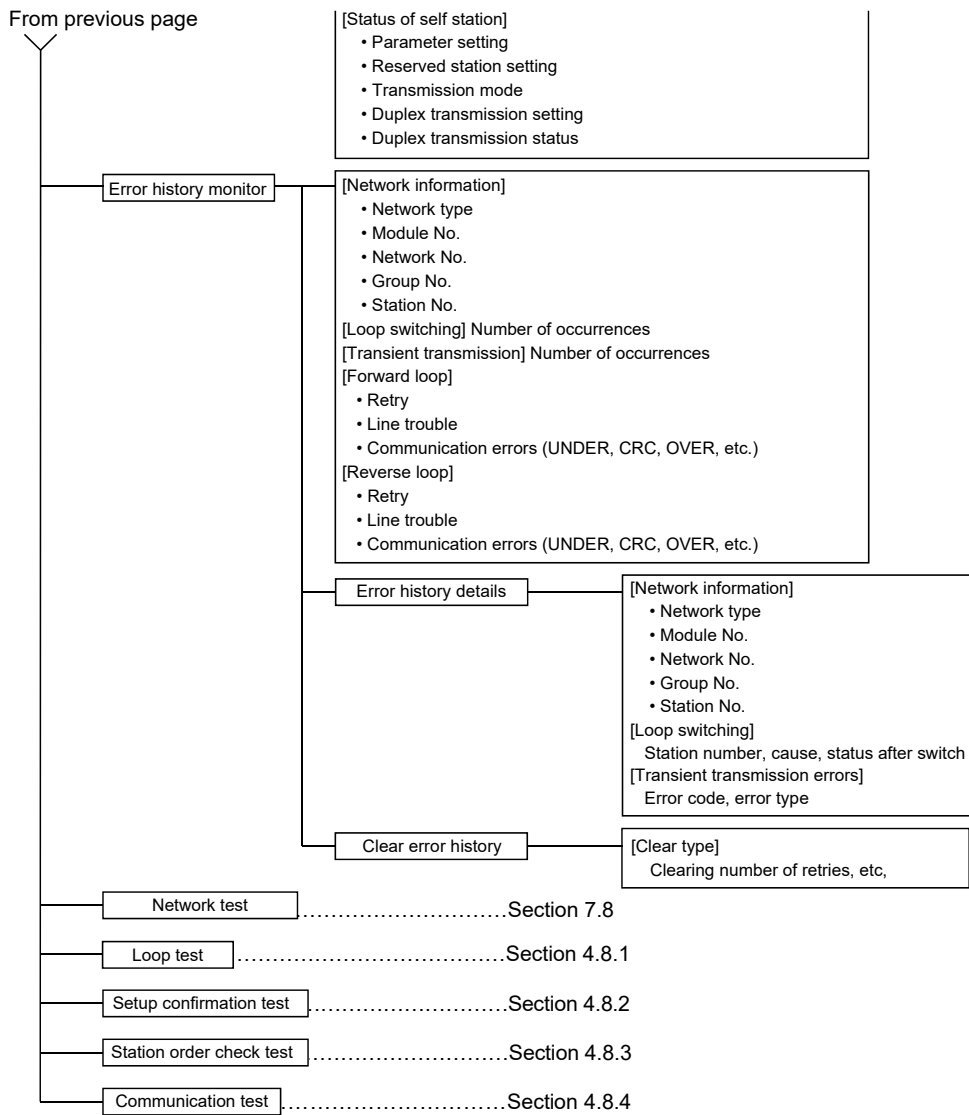 From previous page
[Status of self station]
• Parameter setting
• Reserved station setting
• Transmission mode
• Duplex transmission setting
• Duplex transmission status
Error history monitor
[Network information]
• Network type
• Module No.
• Network No.
• Group No.
• Station No.
[Loop switching] Number of occurrences
[Transient transmission] Number of occurrences
[Forward loop]
• Retry
• Line trouble
• Communication errors (UNDER, CRC, OVER, etc.)
[Reverse loop]
• Retry
• Line trouble
• Communication errors (UNDER, CRC, OVER, etc.)
Error history details
[Network information]
• Network type
• Module No.
• Network No.
• Group No.
• Station No.
[Loop switching]
Station number, cause, status after switch
[Transient transmission errors]
Error code, error type
Clear error history
[Clear type]
Clearing number of retries, etc,
Network test ........................... Section 7.8
Loop test ................................... Section 4.8.1
Setup confirmation test ......................... Section 4.8.2
Station order check test ......................... Section 4.8.3
Communication test ............................. Section 4.8.4